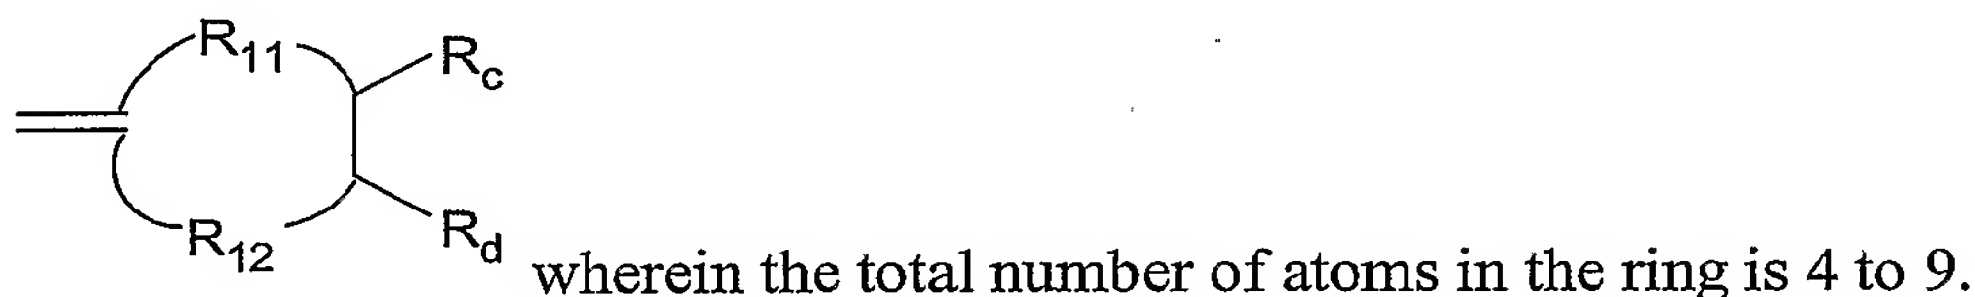 R11
Rc
R12
Rd
wherein the total number of atoms in the ring is 4 to 9.